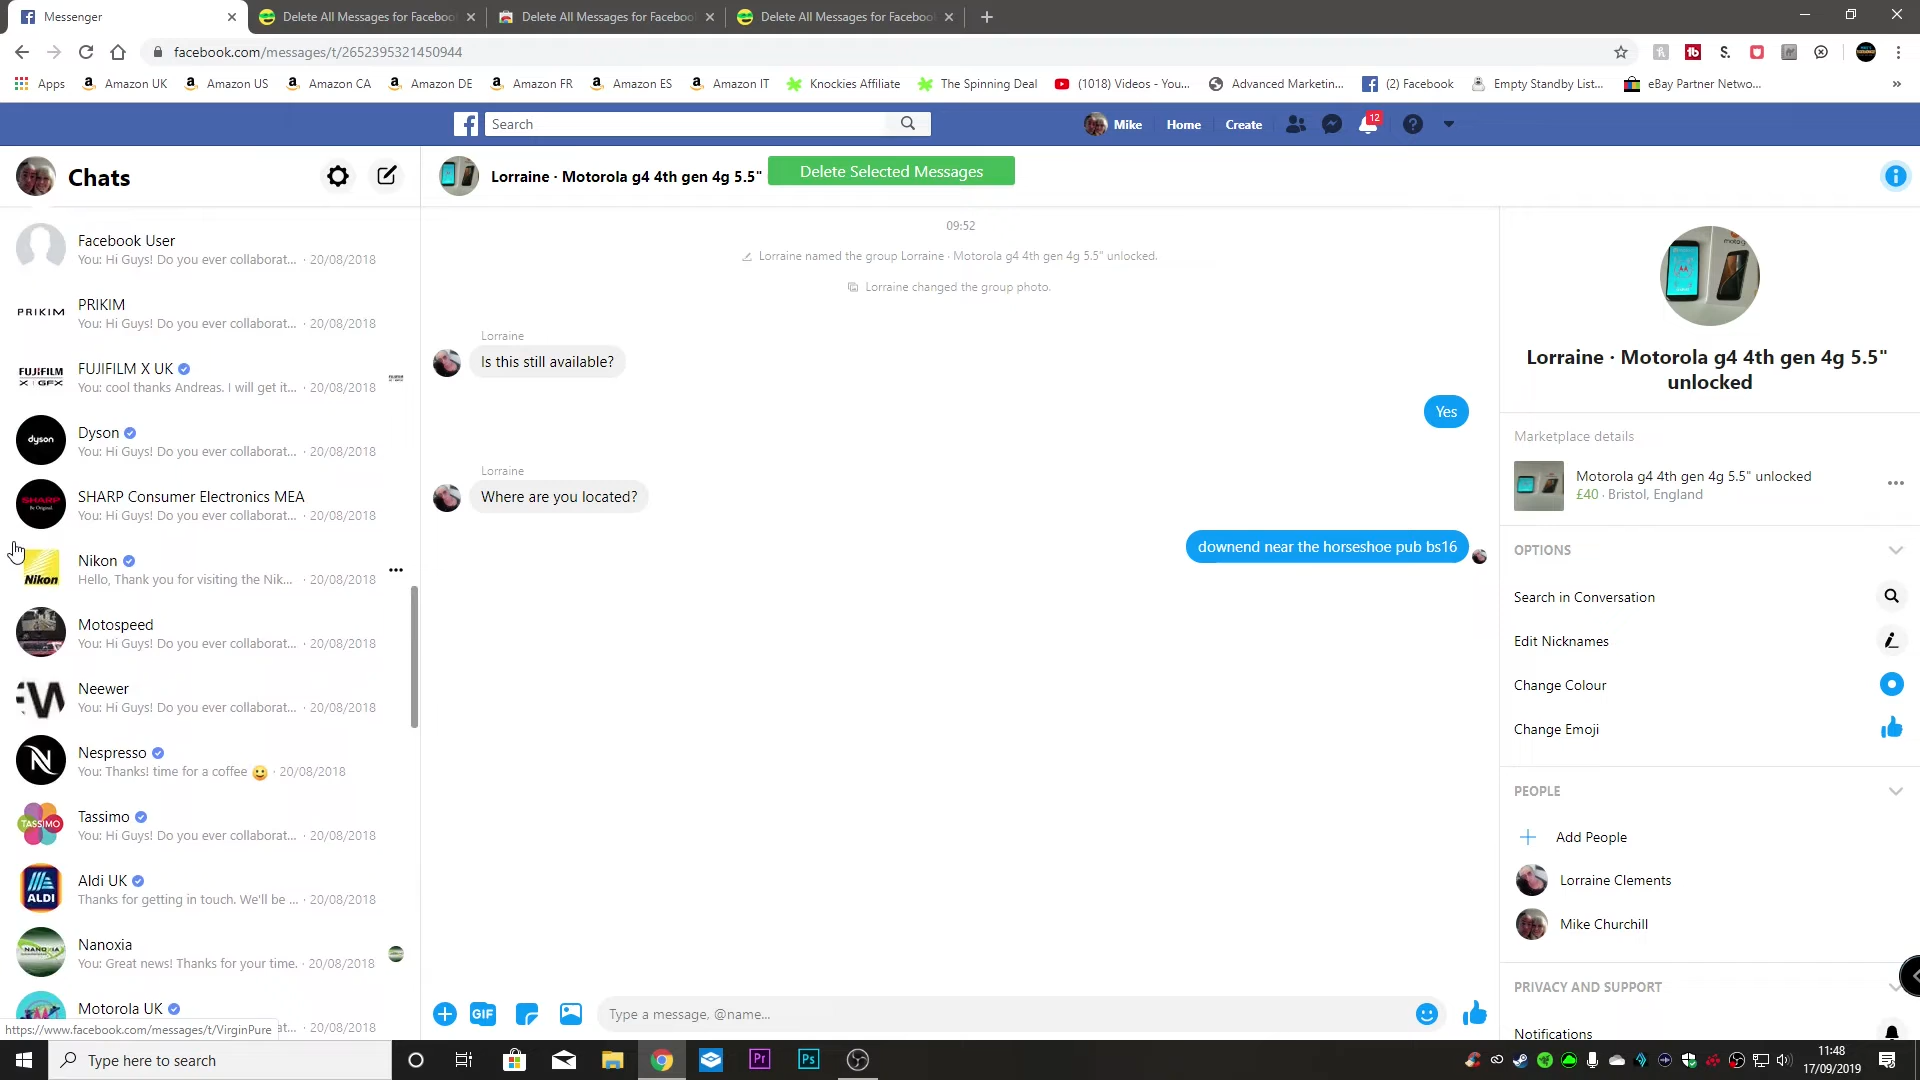 Messenger
Delete All Messages for Faceboo
Delete All Messages for Facebo
Delete All Messages for Facebo
facebook.com/messages/t/2652395321450944
Apps
Amazon UK
Amazon US
Amazon CA
Amazon DE
Amazon FR
Amazon ES
Amazon IT
Knockies Affiliate
The Spinning Deal
(1018) Videos - You...
Advanced Marketin...
(2) Facebook
Empty Standby List...
eBay Partner Netwo...
»
Search
Mike
Home
Create
12
Chats
Lorraine · Motorola g4 4th gen 4g 5.5"
Delete Selected Messages
Facebook User
You: Hi Guys! Do you ever collaborat... · 20/08/2018
PRIKIM
PRIKIM
You: Hi Guys! Do you ever collaborat... · 20/08/2018
FUJIFILM
X GFX
FUJIFILM X UK
You: cool thanks Andreas. I will get it... · 20/08/2018
dyson
Dyson
You: Hi Guys! Do you ever collaborat... · 20/08/2018
SHARP
Be Original.
SHARP Consumer Electronics MEA
You: Hi Guys! Do you ever collaborat... · 20/08/2018
Nikon
Nikon
Hello, Thank you for visiting the Nik... · 20/08/2018
Motospeed
You: Hi Guys! Do you ever collaborat... · 20/08/2018
Neewer
You: Hi Guys! Do you ever collaborat... · 20/08/2018
Nespresso
You: Thanks! time for a coffee 😀 · 20/08/2018
TASSIMO
Tassimo
You: Hi Guys! Do you ever collaborat... · 20/08/2018
ALDI
Aldi UK
Thanks for getting in touch. We'll be ... · 20/08/2018
NANOXIA
Nanoxia
You: Great news! Thanks for your time. · 20/08/2018
Motorola UK
at... · 20/08/2018
https://www.facebook.com/messages/t/VirginPure
09:52
Lorraine named the group Lorraine · Motorola g4 4th gen 4g 5.5" unlocked.
Lorraine changed the group photo.
Lorraine
Is this still available?
Yes
Lorraine
Where are you located?
downend near the horseshoe pub bs16
GIF
Type a message, @name...
Lorraine · Motorola g4 4th gen 4g 5.5"
unlocked
Marketplace details
Motorola g4 4th gen 4g 5.5" unlocked
£40 · Bristol, England
OPTIONS
Search in Conversation
Edit Nicknames
Change Colour
Change Emoji
PEOPLE
Add People
Lorraine Clements
Mike Churchill
PRIVACY AND SUPPORT
Notifications
Type here to search
Pr
Ps
11:48
17/09/2019